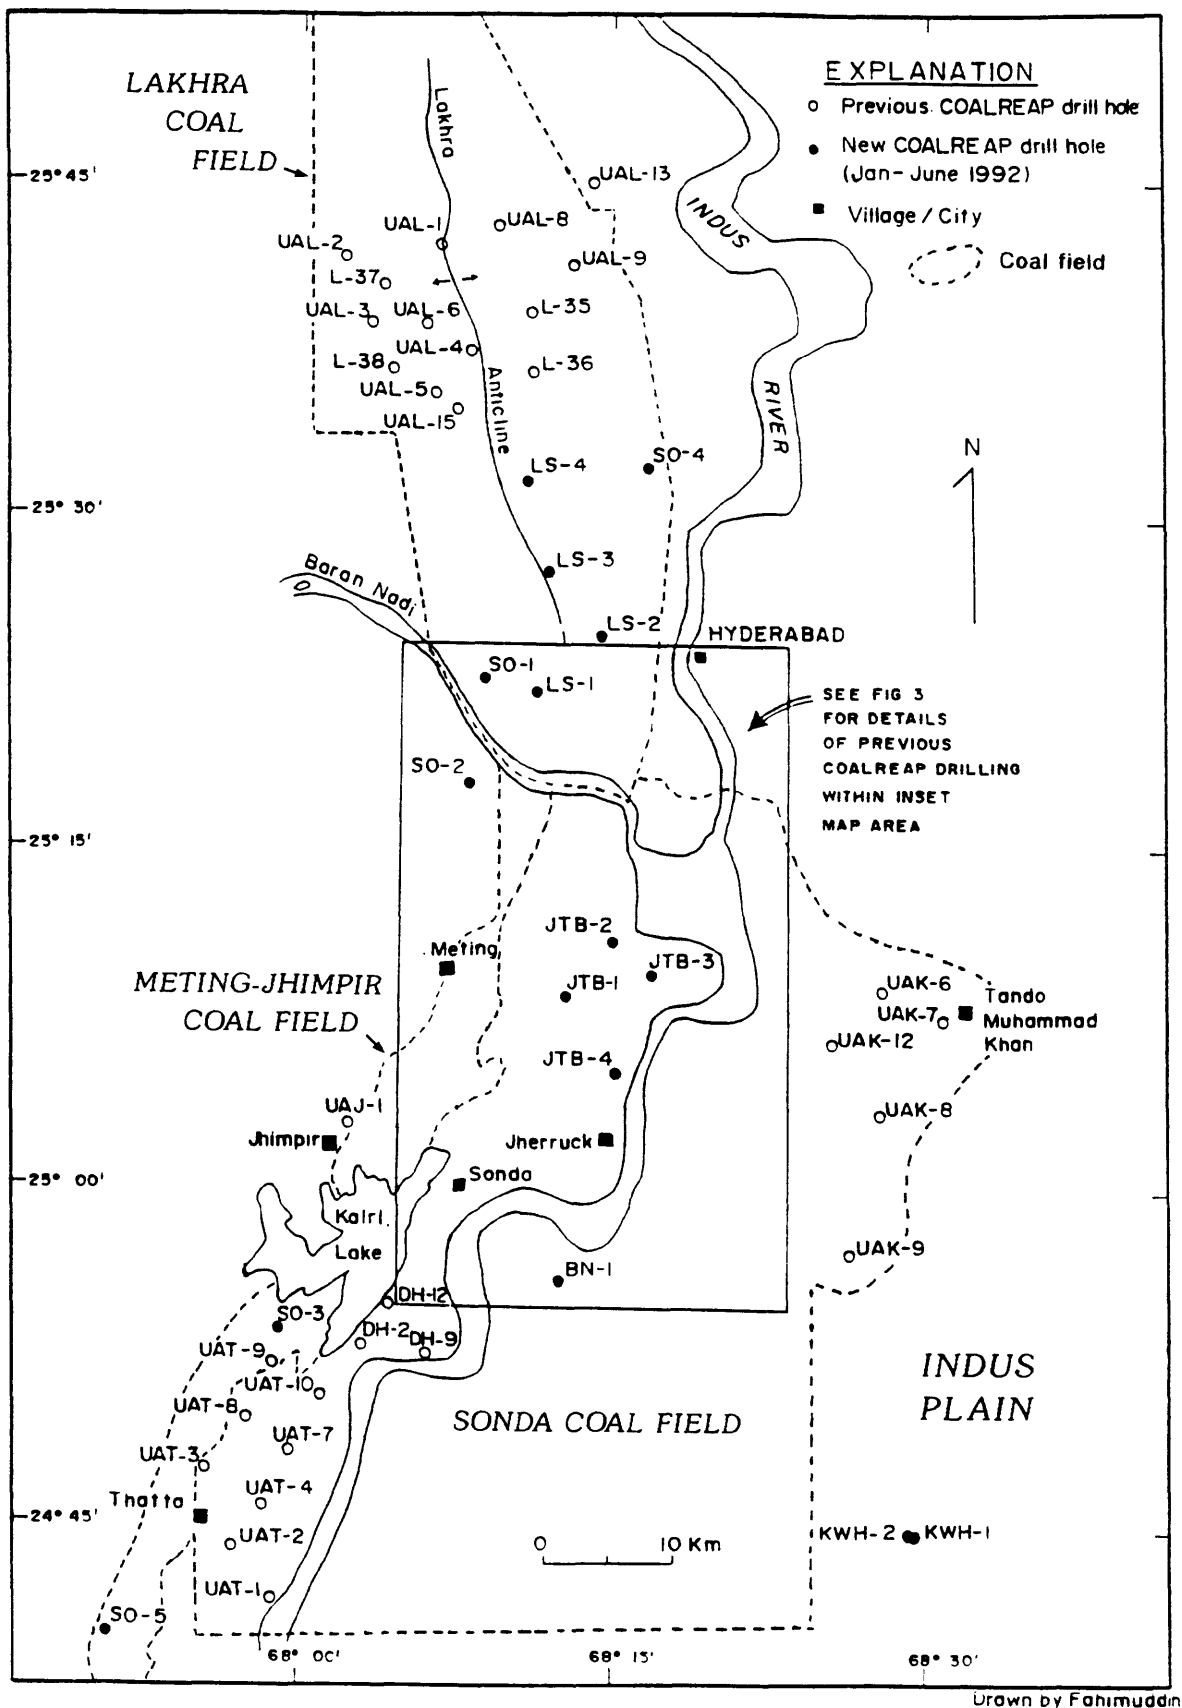 EXPLANATION
Previous COALREAP drill hole
New COALREAP drill hole
(Jan-June 1992)
Village / City
Coal field
LAKHRA
COAL
FIELD
Lakhra
Anticline
INDUS
RIVER
25° 45'
UAL-13
UAL-1
UAL-8
UAL-2
UAL-9
L-37
UAL-3
UAL-6
L-35
UAL-4
L-38
L-36
UAL-5
UAL-15
LS-4
SO-4
N
25° 30'
LS-3
Baran Nadi
LS-2
HYDERABAD
SO-1
LS-1
SEE FIG 3
FOR DETAILS
OF PREVIOUS
COALREAP DRILLING
WITHIN INSET
MAP AREA
SO-2
25° 15'
JTB-2
Meting
JTB-3
METING-JHIMPIR
COAL FIELD
JTB-1
UAK-6
UAK-7
Tando
Muhammad
Khan
UAK-12
JTB-4
UAJ-1
UAK-8
Jhimpir
Jherruck
25° 00'
Sonda
Kalri
Lake
UAK-9
BN-1
DH-12
SO-3
DH-2
DH-9
UAT-9
UAT-10
INDUS
PLAIN
UAT-8
SONDA COAL FIELD
UAT-7
UAT-3
UAT-4
Thatta
24° 45'
UAT-2
0 10 Km
KWH-2 KWH-1
UAT-1
SO-5
68° 00' 68° 15' 68° 30'
Drawn by Fahimuddin